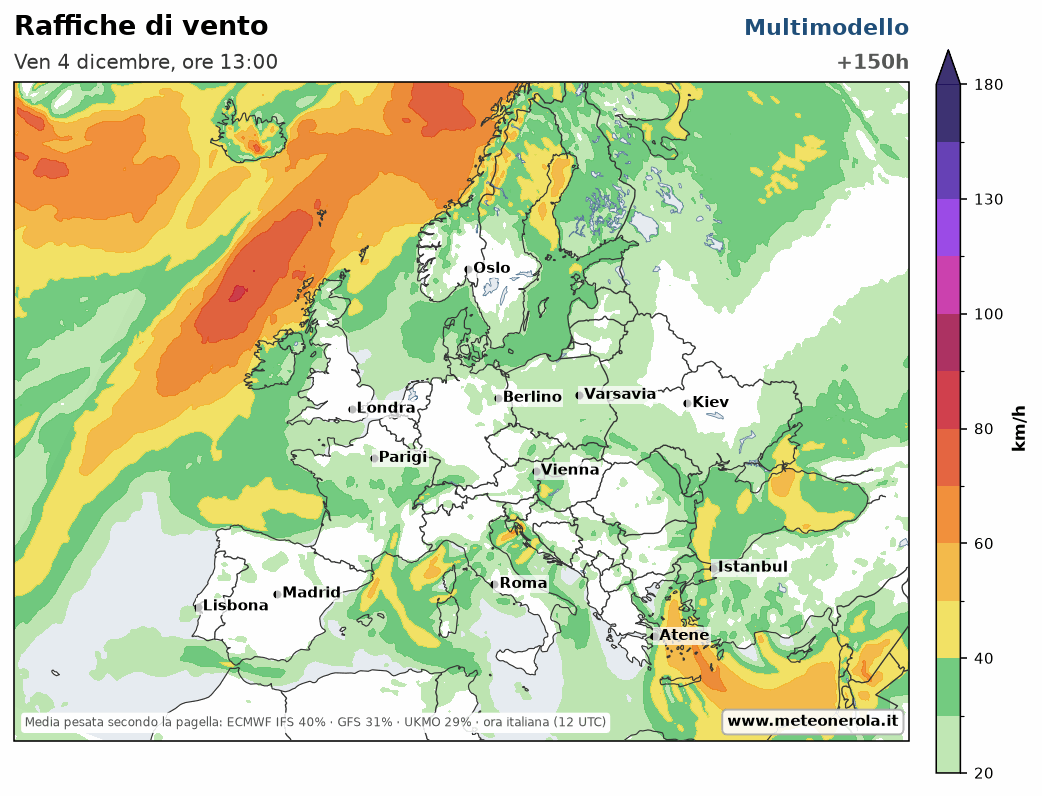 Raffiche di vento
Multimodello
Ven 4 dicembre, ore 13:00
+150h
180
130
100
80
60
40
20
km/h
Oslo
Berlino
Varsavia
Kiev
Londra
Parigi
Vienna
Istanbul
Roma
Madrid
Lisbona
Atene
Media pesata secondo la pagella: ECMWF IFS 40% · GFS 31% · UKMO 29% · ora italiana (12 UTC)
www.meteonerola.it